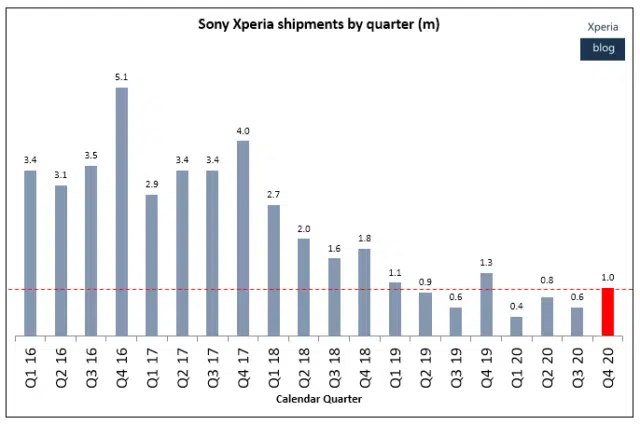 Sony Xperia shipments by quarter (m)
Xperia
blog
3.4
3.1
3.5
5.1
2.9
3.4
3.4
4.0
2.7
2.0
1.6
1.8
1.1
0.9
0.6
1.3
0.4
0.8
0.6
1.0
Q1 16
Q2 16
Q3 16
Q4 16
Q1 17
Q2 17
Q3 17
Q4 17
Q1 18
Q2 18
Q3 18
Q4 18
Q1 19
Q2 19
Q3 19
Q4 19
Q1 20
Q2 20
Q3 20
Q4 20
Calendar Quarter